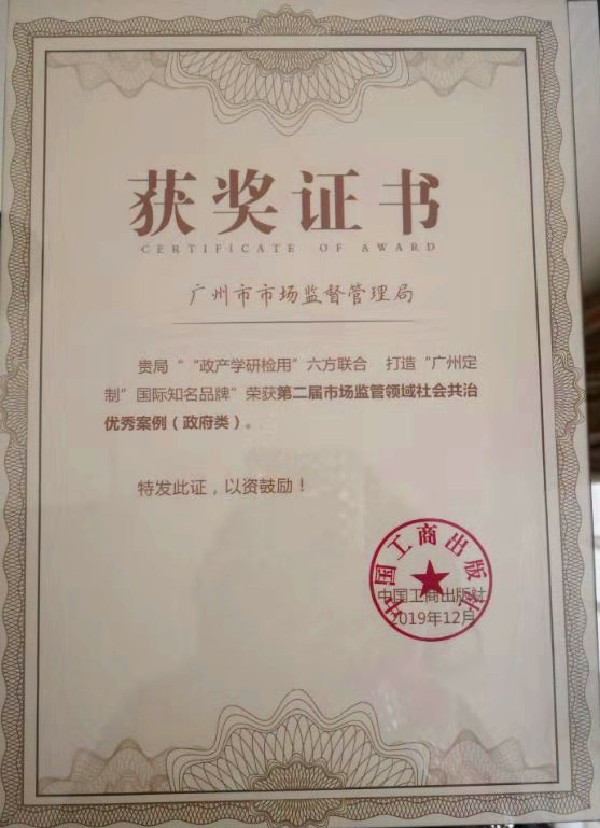 获奖证书
CERTIFICATE OF AWARD
广州市市场监督管理局
贵局““政产学研检用”六方联合 打造“广州定
制”国际知名品牌”荣获第二届市场监管领域社会共治
优秀案例（政府类）。
特发此证，以资鼓励！
中国工商出版社
中国工商出版社
2019年12月